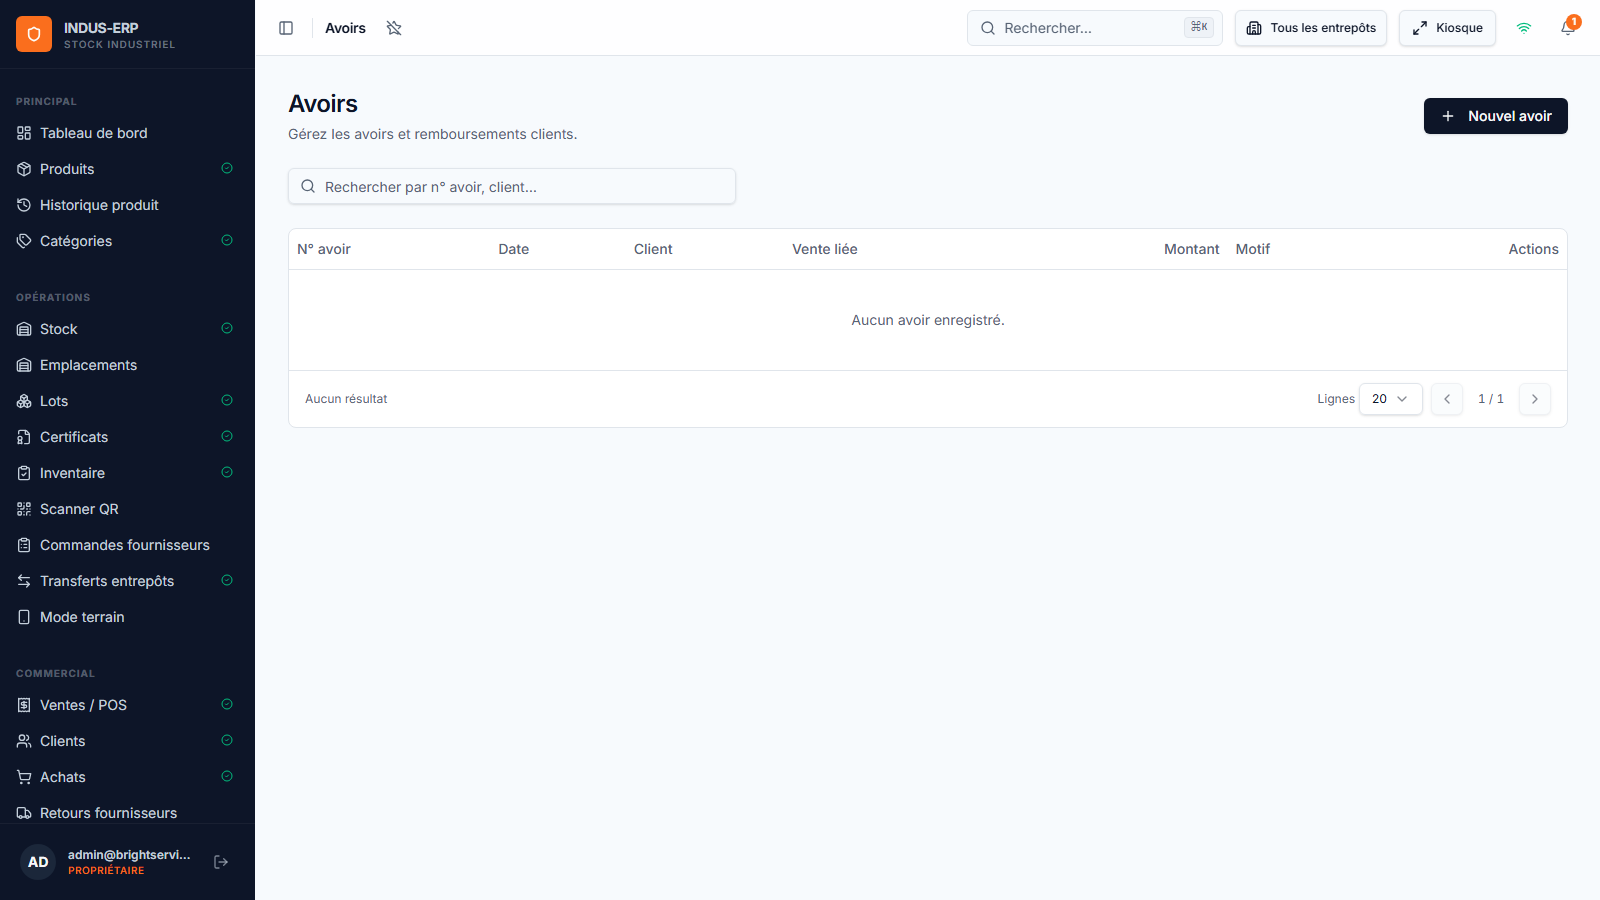 INDUS-ERP
STOCK INDUSTRIEL
PRINCIPAL
Tableau de bord
Produits
Historique produit
Catégories
OPÉRATIONS
Stock
Emplacements
Lots
Certificats
Inventaire
Scanner QR
Commandes fournisseurs
Transferts entrepôts
Mode terrain
COMMERCIAL
Ventes / POS
Clients
Achats
Retours fournisseurs
AD
admin@brightservi...
PROPRIÉTAIRE
Avoirs
Rechercher... ⌘K
Tous les entrepôts
Kiosque
1
Avoirs
Gérez les avoirs et remboursements clients.
Nouvel avoir
Rechercher par n° avoir, client...
N° avoir Date Client Vente liée Montant Motif Actions
Aucun avoir enregistré.
Aucun résultat
Lignes 20 1 / 1